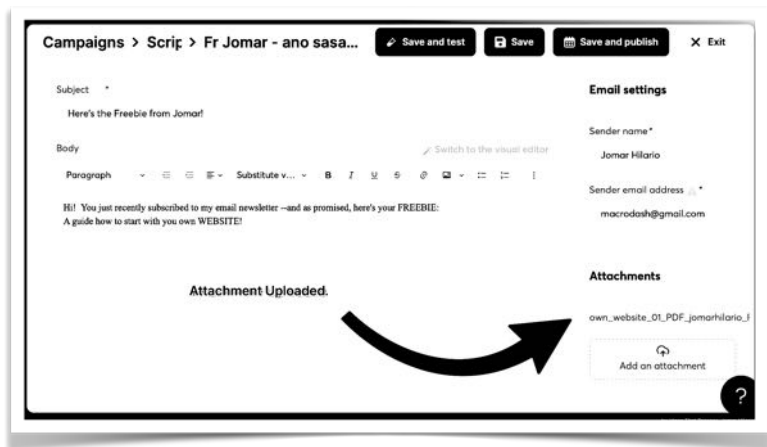 Campaigns > Scrip > Fr Jomar - ano sasa... Save and test Save Save and publish X Exit
Subject *
Here's the Freebie from Jomar!
Body
Switch to the visual editor
Paragraph Substitute v... B I U S
Hi! You just recently subscribed to my email newsletter --and as promised, here's your FREEBIE:
A guide how to start with you own WEBSITE!
Attachment Uploaded.
Email settings
Sender name*
Jomar Hilario
Sender email address *
macrodash@gmail.com
Attachments
own_website_01_PDF_jomarhilario_
Add an attachment
?